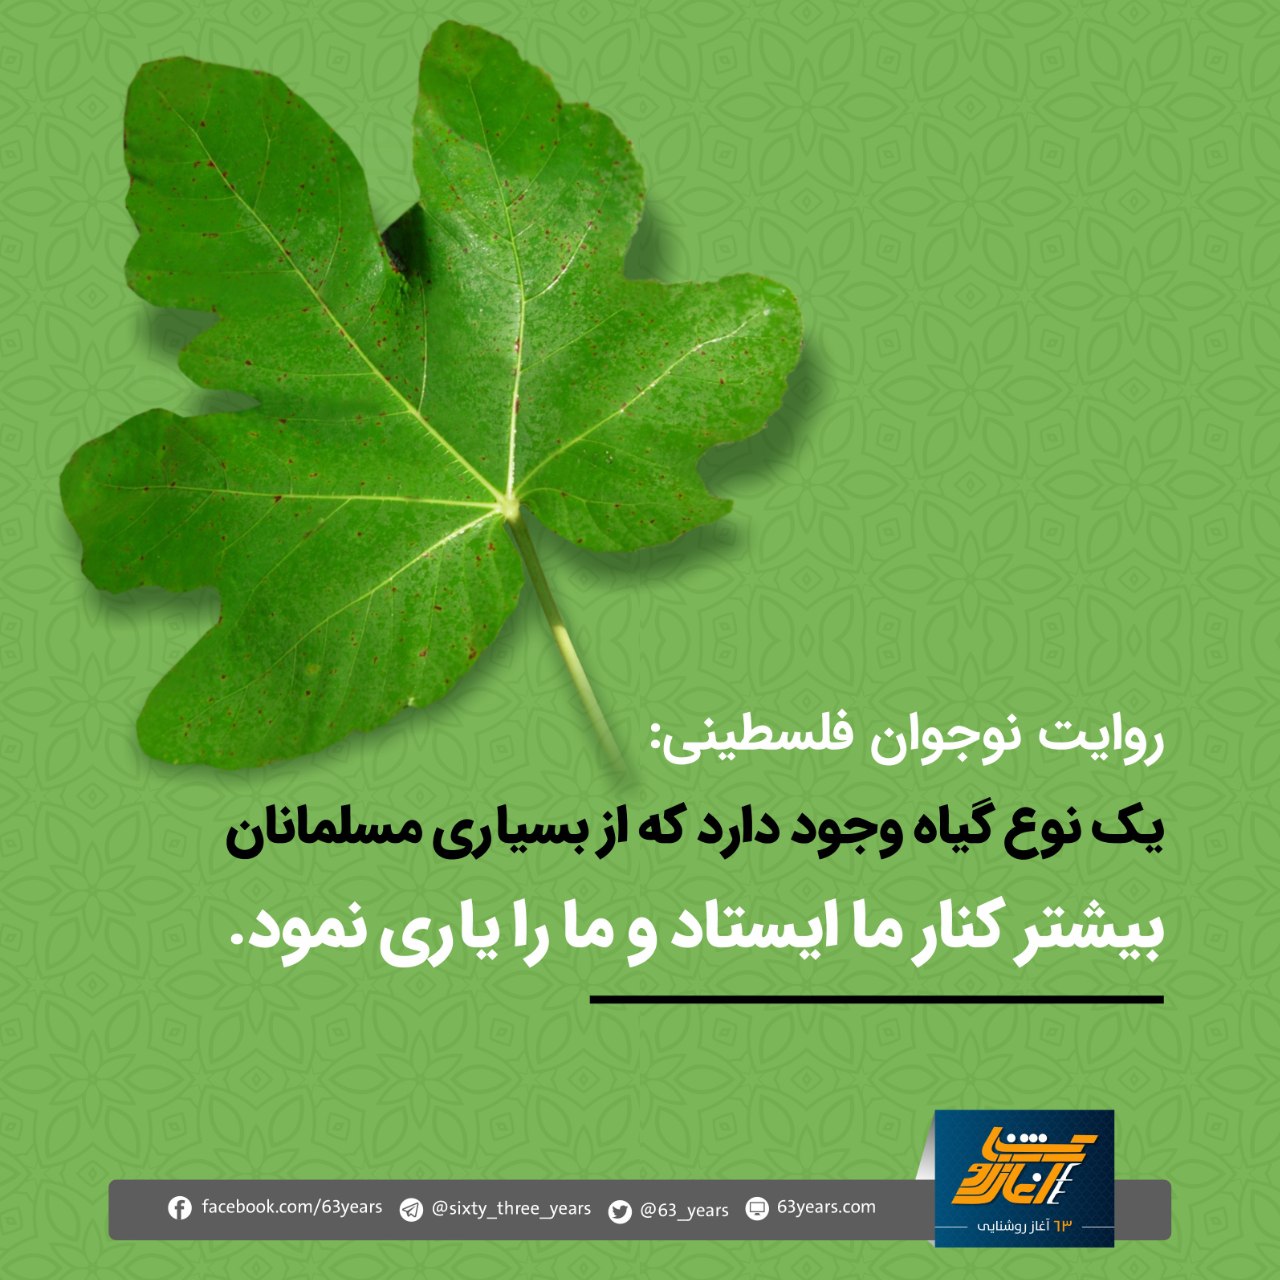 روایت نوجوان فلسطینی:
یک نوع گیاه وجود دارد که از بسیاری مسلمانان
بیشتر کنار ما ایستاد و ما را یاری نمود.
facebook.com/63years @sixty_three_years @63_years 63years.com
۶۳ آغاز روشنایی